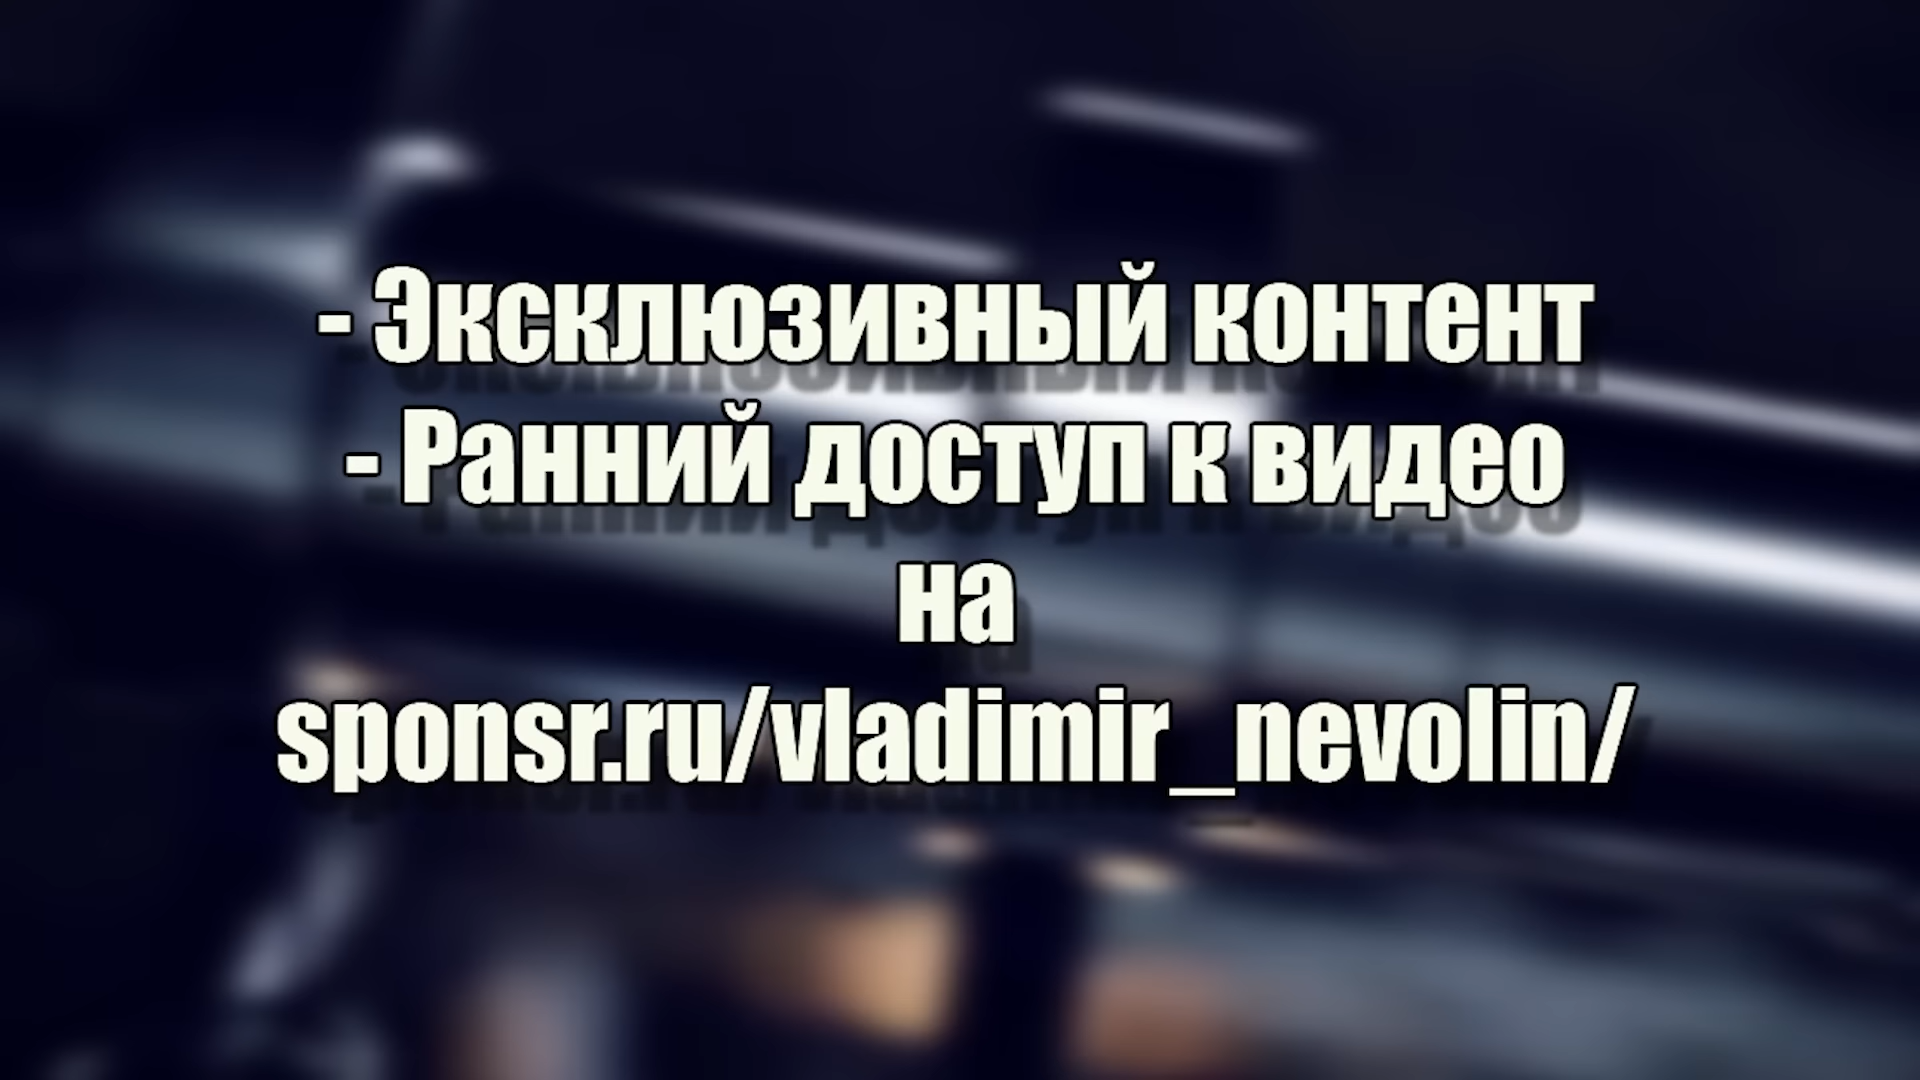 - Эксклюзивный контент
- Ранний доступ к видео
на
sponsr.ru/vladimir_nevolin/